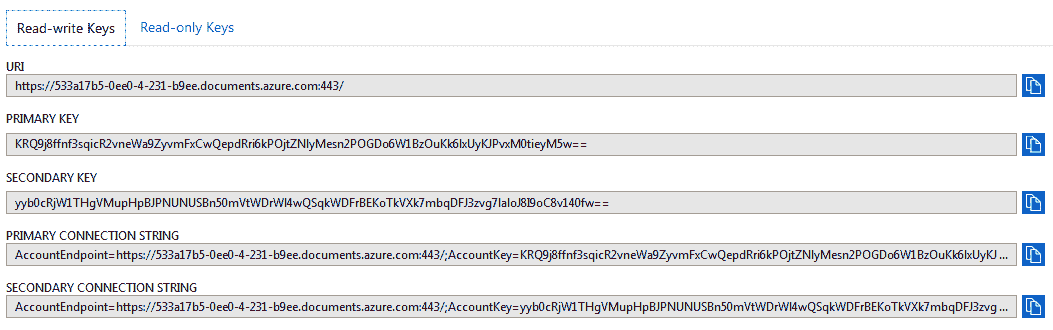 Read-write Keys Read-only Keys
URI
https://533a17b5-0ee0-4-231-b9ee.documents.azure.com:443/
PRIMARY KEY
KRQ9j8ffnf3sqicR2vneWa9ZyvmFxCwQepdRri6kPOjtZNlyMesn2POGDo6W1BzOuKk6lxUyKJPvxM0tieyM5w==
SECONDARY KEY
yyb0cRjW1THgVMupHpBJPNUNUSBn50mVtWDrWl4wQSqkWDFrBEKoTkVXk7mbqDFJ3zvg7laIoJ8I9oC8v140fw==
PRIMARY CONNECTION STRING
AccountEndpoint=https://533a17b5-0ee0-4-231-b9ee.documents.azure.com:443/;AccountKey=KRQ9j8ffnf3sqicR2vneWa9ZyvmFxCwQepdRri6kPOjtZNlyMesn2POGDo6W1BzOuKk6lxUyKJ ...
SECONDARY CONNECTION STRING
AccountEndpoint=https://533a17b5-0ee0-4-231-b9ee.documents.azure.com:443/;AccountKey=yyb0cRjW1THgVMupHpBJPNUNUSBn50mVtWDrWl4wQSqkWDFrBEKoTkVXk7mbqDFJ3zvg ...